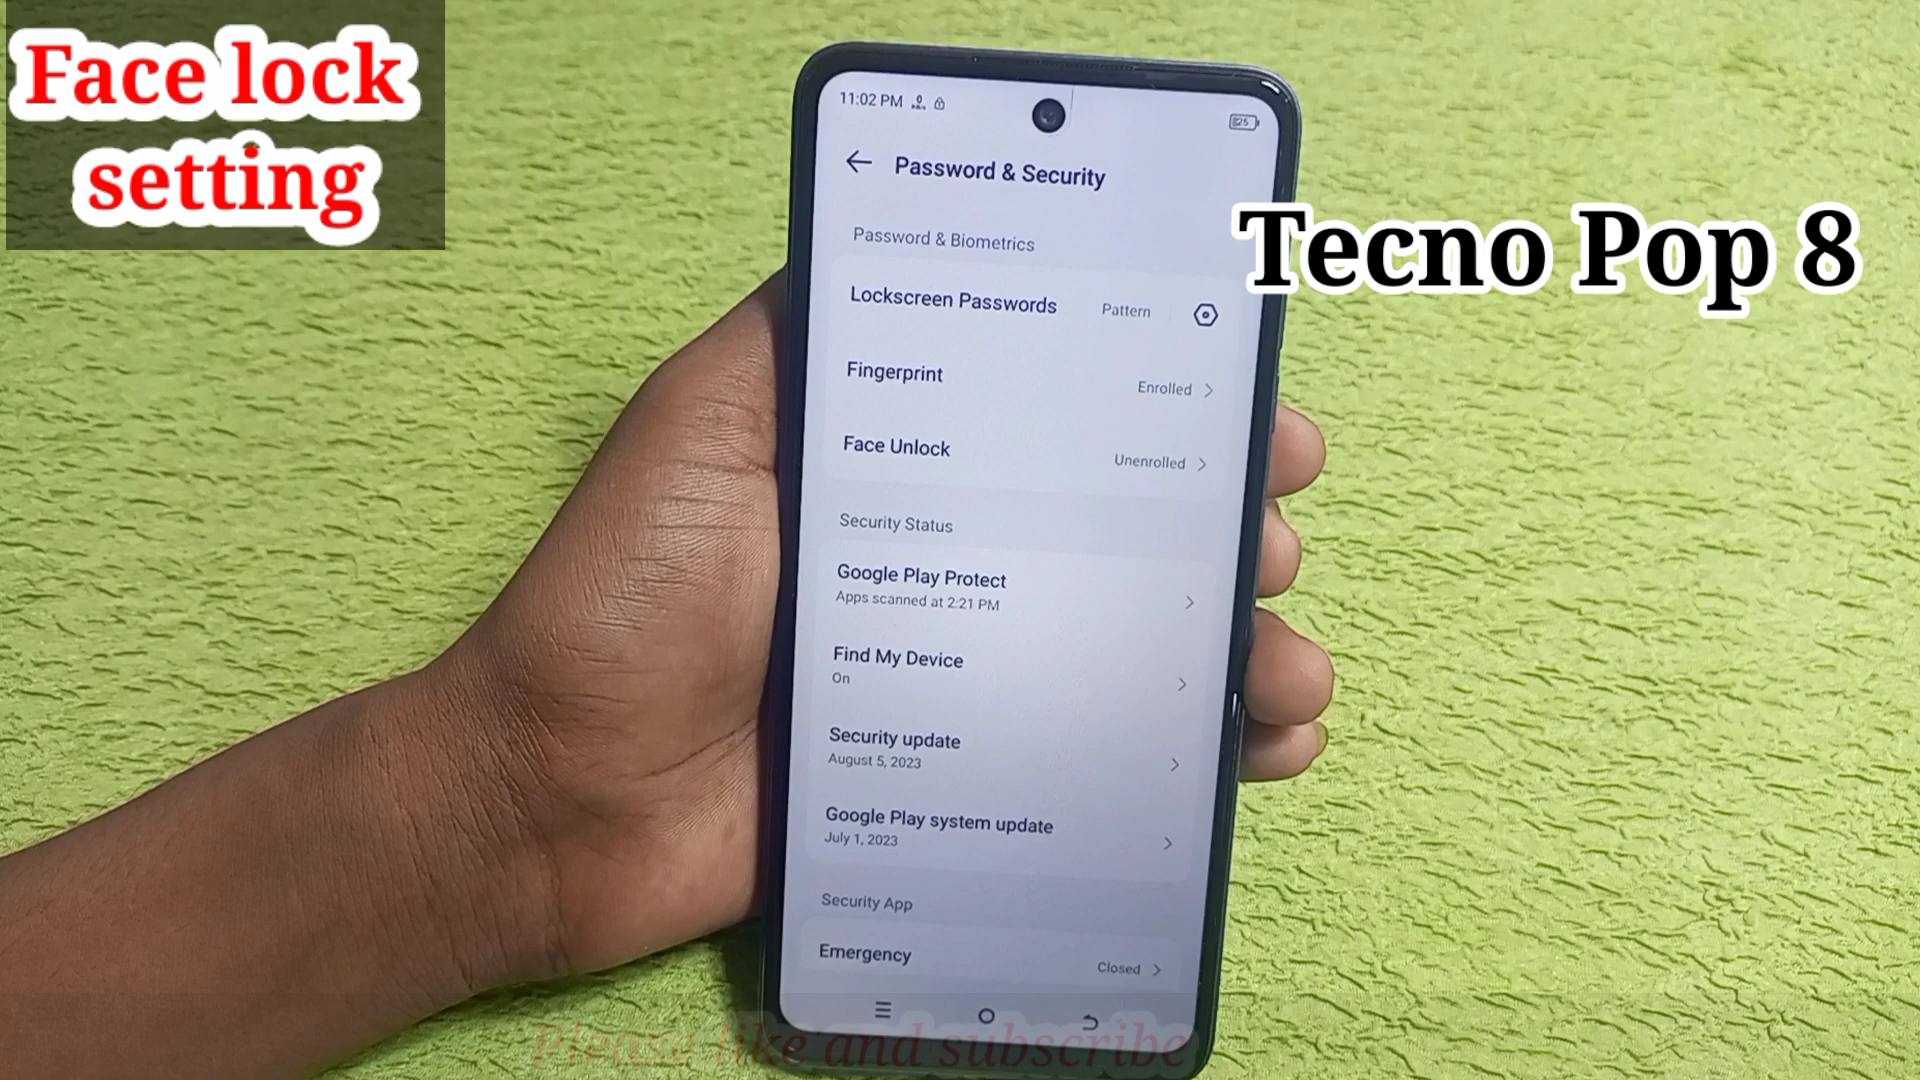 Face lock
setting
Tecno Pop 8
11:02 PM
25
Password & Security
Password & Biometrics
Lockscreen Passwords Pattern
Fingerprint Enrolled
Face Unlock Unenrolled
Security Status
Google Play Protect
Apps scanned at 2:21 PM
Find My Device
On
Security update
August 5, 2023
Google Play system update
July 1, 2023
Security App
Emergency Closed
Please like and subscribe